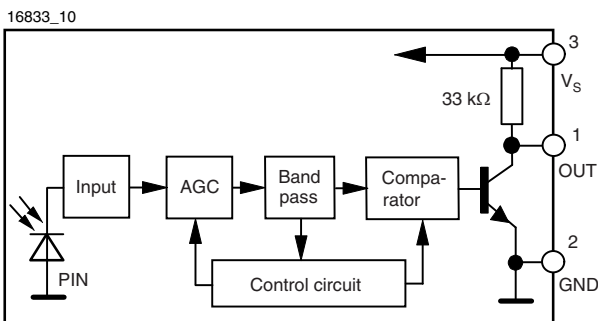 16833_10
3
33 kΩ
VS
1
Input
AGC
Band
pass
Compa-
rator
OUT
2
PIN
Control circuit
GND